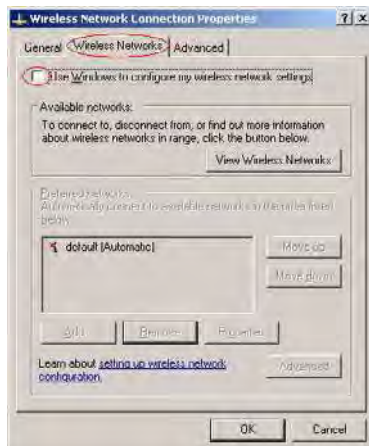 Wireless Network Connection Properties
General Wireless Networks Advanced
Use Windows to configure my wireless network settings
Available networks:
To connect to, disconnect from, or find out more information
about wireless networks in range, click the button below.
View Wireless Networks
Preferred networks:
Automatically connect to available networks in the order listed
below:
default (Automatic)
Move up
Move down
Add Remove Properties
Learn about setting up wireless network
configuration.
Advanced
OK Cancel